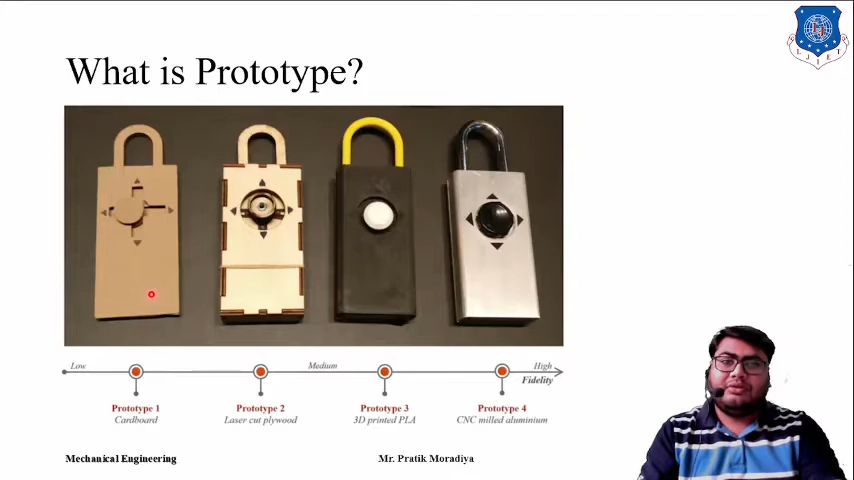 LJIET
What is Prototype?
Low Medium High
Fidelity
Prototype 1 Prototype 2 Prototype 3 Prototype 4
Cardboard Laser cut plywood 3D printed PLA CNC milled aluminium
Mechanical Engineering Mr. Pratik Moradiya